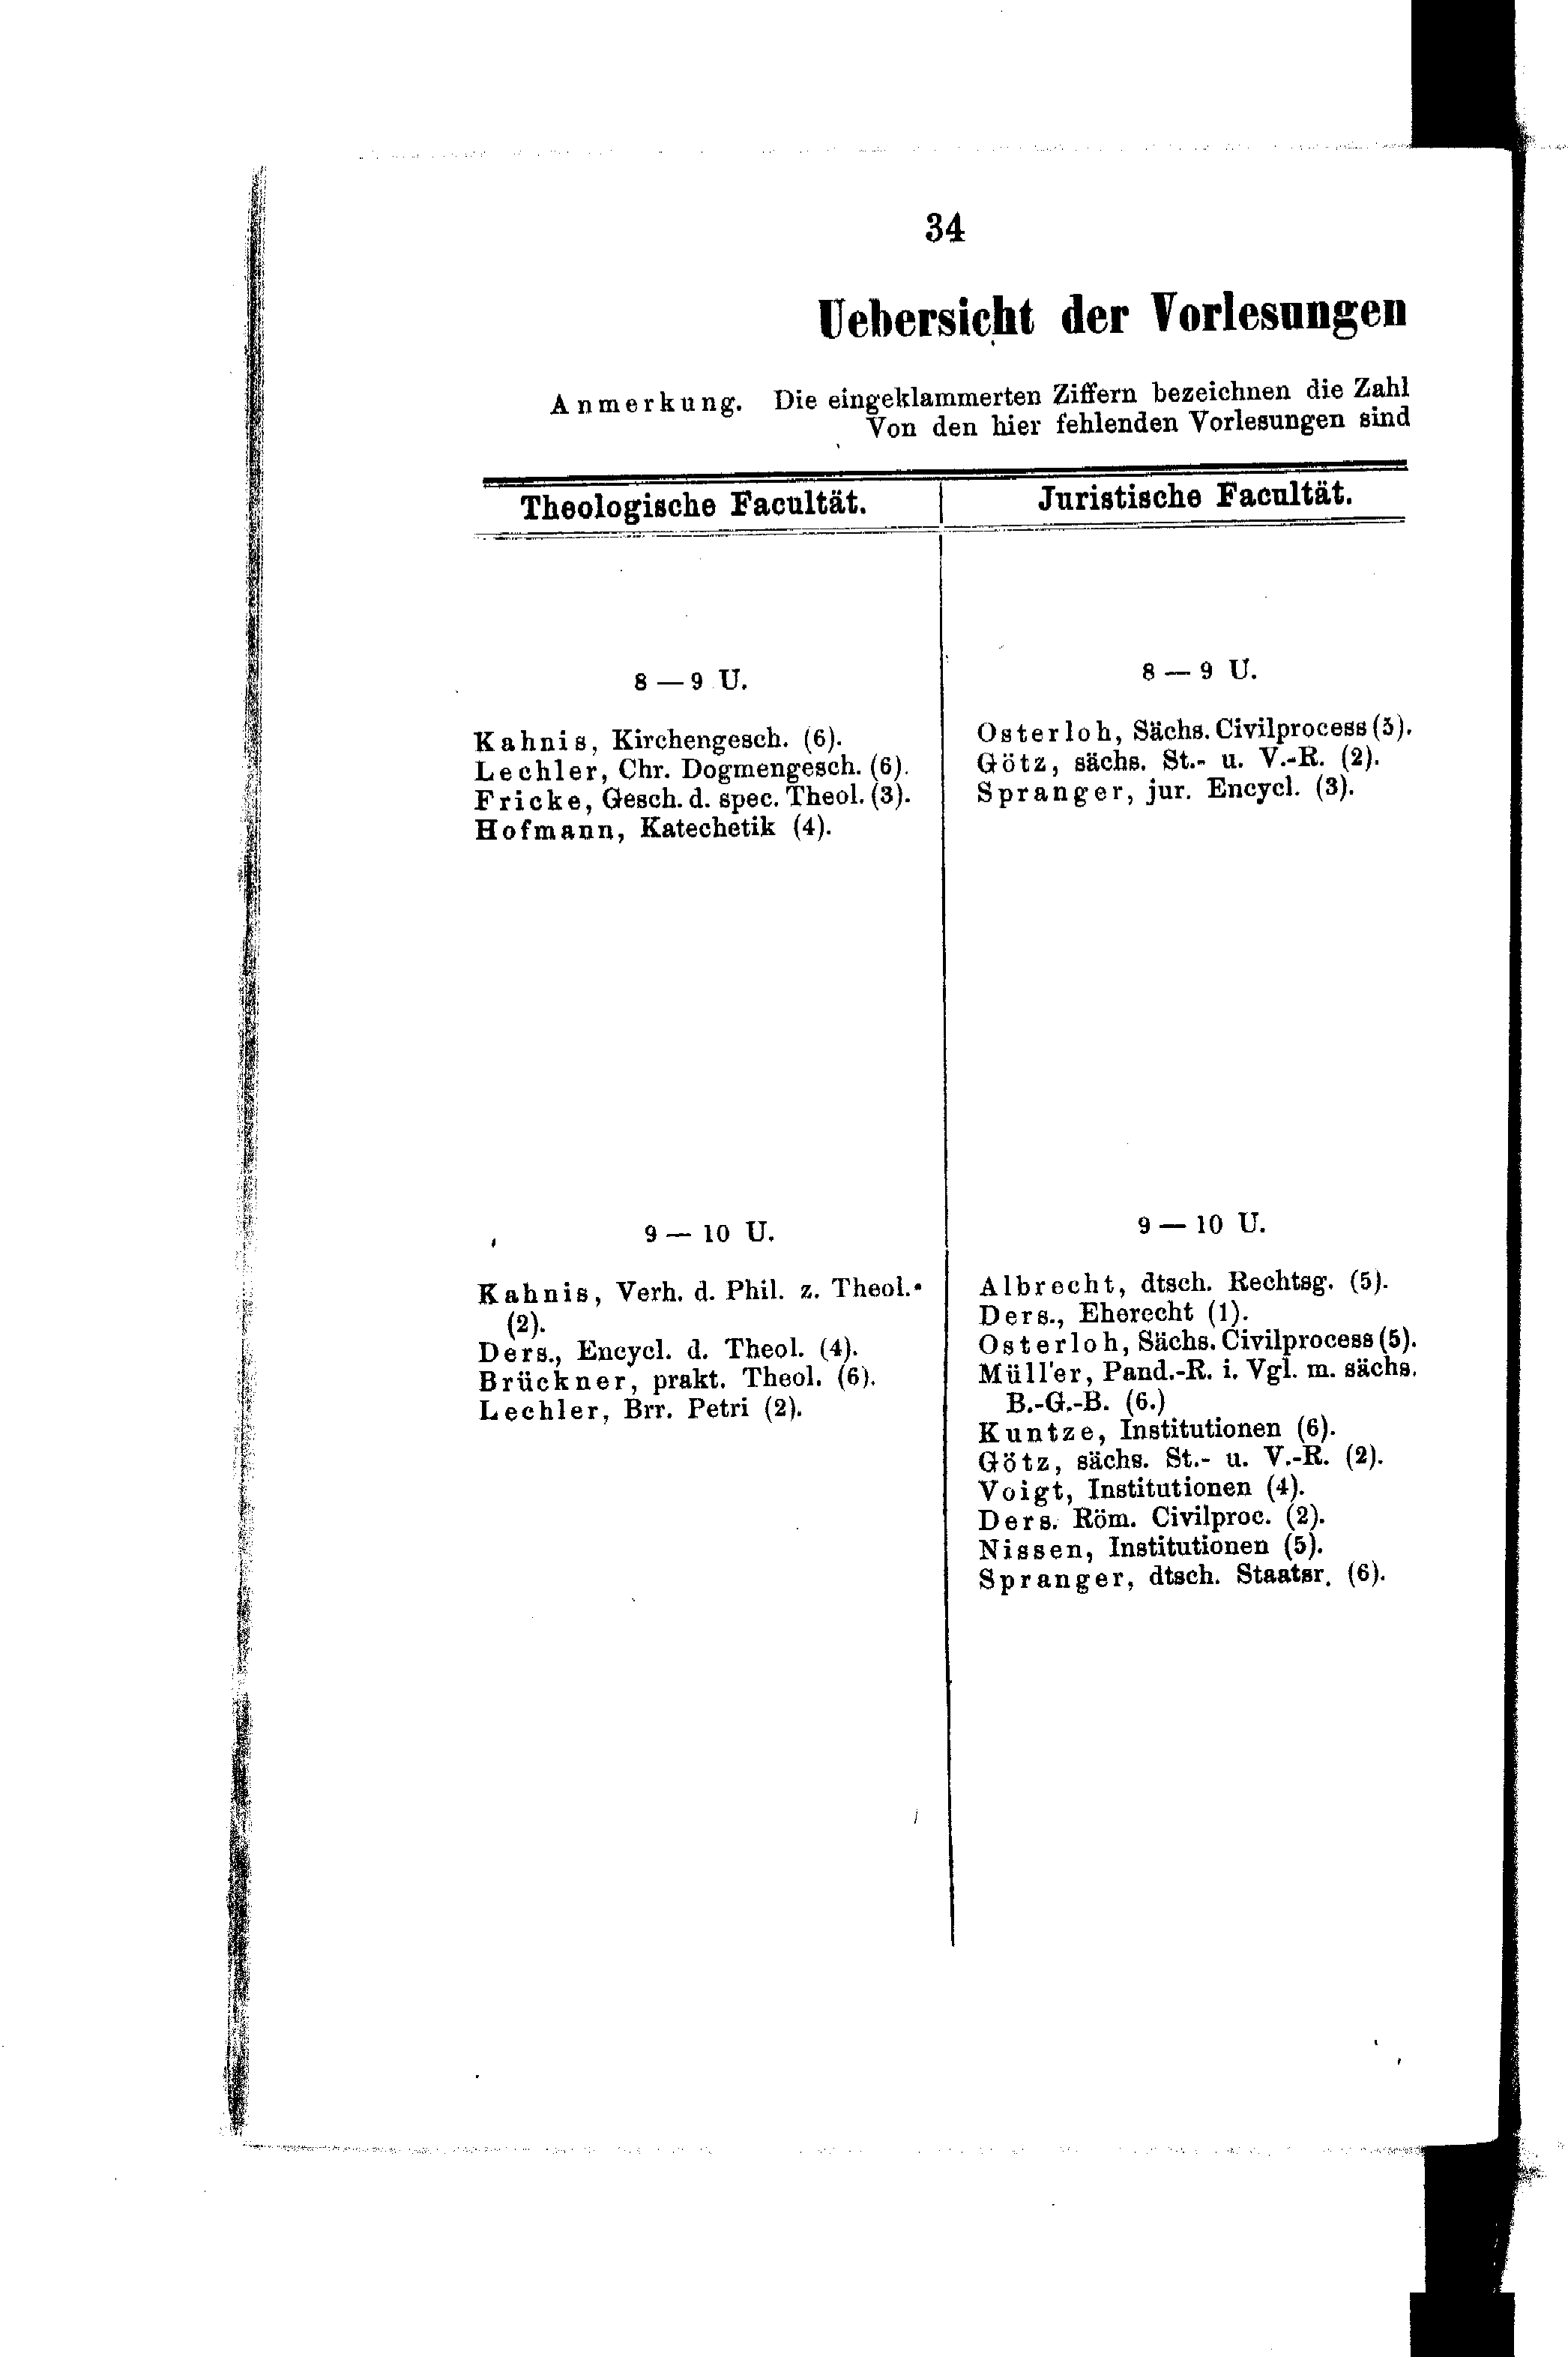 34
Uebersicht der Vorlesungen
Anmerkung. Die eingeklammerten Ziffern bezeichnen die Zahl
Von den hier fehlenden Vorlesungen sind
Theologische Facultät.
8 — 9 U.
Kahnis, Kirchengesch. (6).
Lechler, Chr. Dogmengesch. (6).
Fricke, Gesch. d. spec. Theol. (3).
Hofmann, Katechetik (4).
9 — 10 U.
Kahnis, Verh. d. Phil. z. Theol.
(2).
Ders., Encycl. d. Theol. (4).
Brückner, prakt. Theol. (6).
Lechler, Brr. Petri (2).
Juristische Facultät.
8 — 9 U.
Osterloh, Sächs. Civilprocess (5).
Götz, sächs. St.- u. V.-R. (2).
Spranger, jur. Encycl. (3).
9 — 10 U.
Albrecht, dtsch. Rechtsg. (5).
Ders., Eherecht (1).
Osterloh, Sächs. Civilprocess (5).
Müller, Pand.-R. i. Vgl. m. sächs.
B.-G.-B. (6.)
Kuntze, Institutionen (6).
Götz, sächs. St.- u. V.-R. (2).
Voigt, Institutionen (4).
Ders. Röm. Civilproc. (2).
Nissen, Institutionen (5).
Spranger, dtsch. Staatsr. (6).